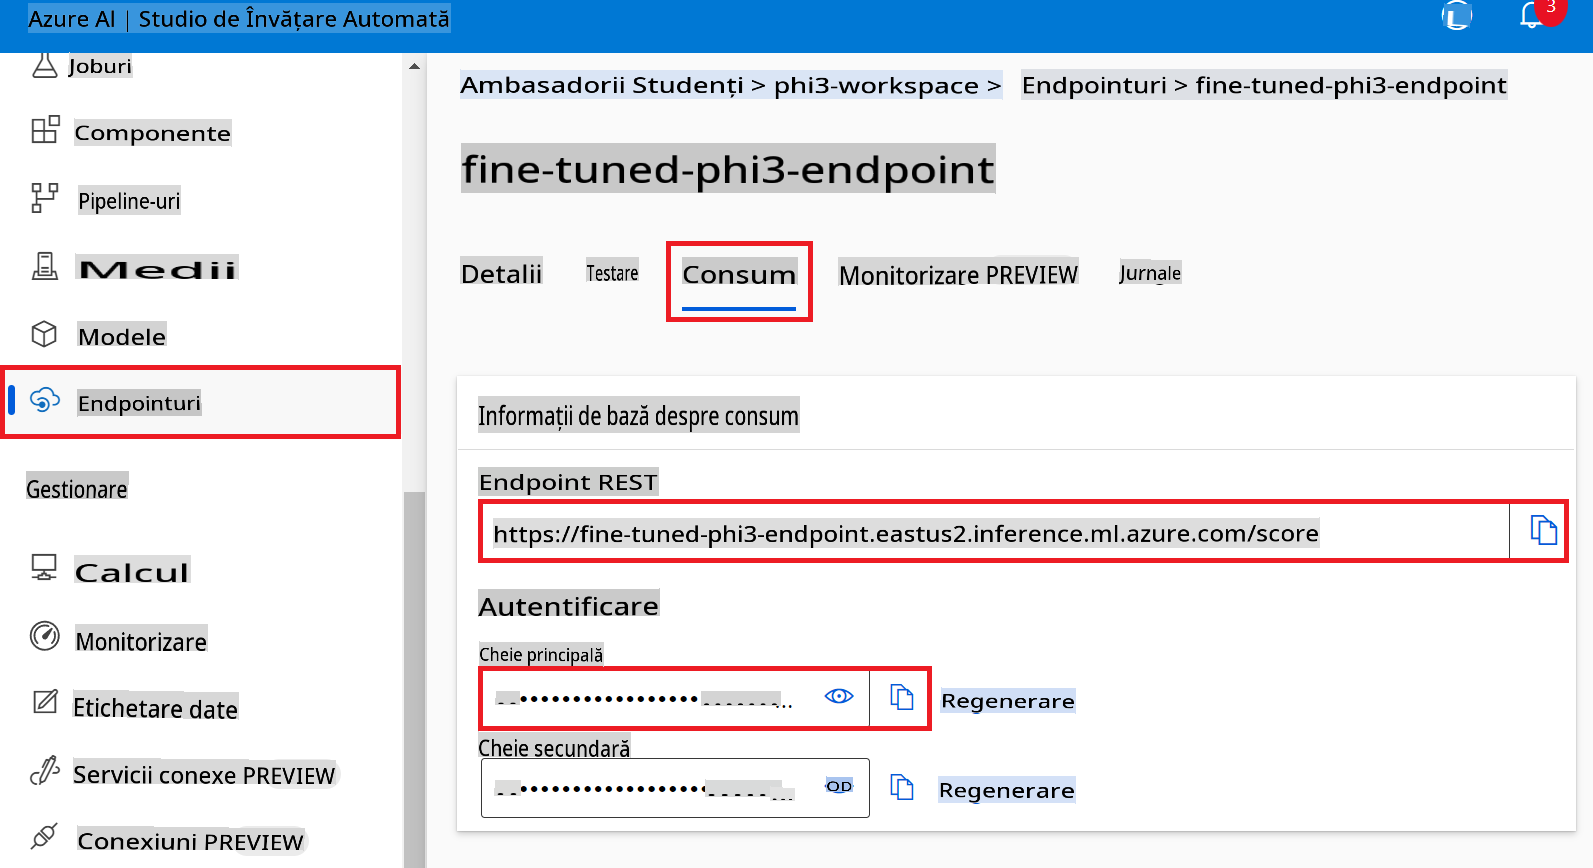 Azure AI | Studio de Învățare Automată
3
Joburi
Componente
Pipeline-uri
Medii
Modele
Endpointuri
Gestionare
Calcul
Monitorizare
Etichetare date
Servicii conexe PREVIEW
Conexiuni PREVIEW
Ambasadorii Studenți > phi3-workspace > Endpointuri > fine-tuned-phi3-endpoint
fine-tuned-phi3-endpoint
Detalii Testare Consum Monitorizare PREVIEW Jurnale
Informații de bază despre consum
Endpoint REST
https://fine-tuned-phi3-endpoint.eastus2.inference.ml.azure.com/score
Autentificare
Cheie principală
Regenerare
Cheie secundară
OD
Regenerare